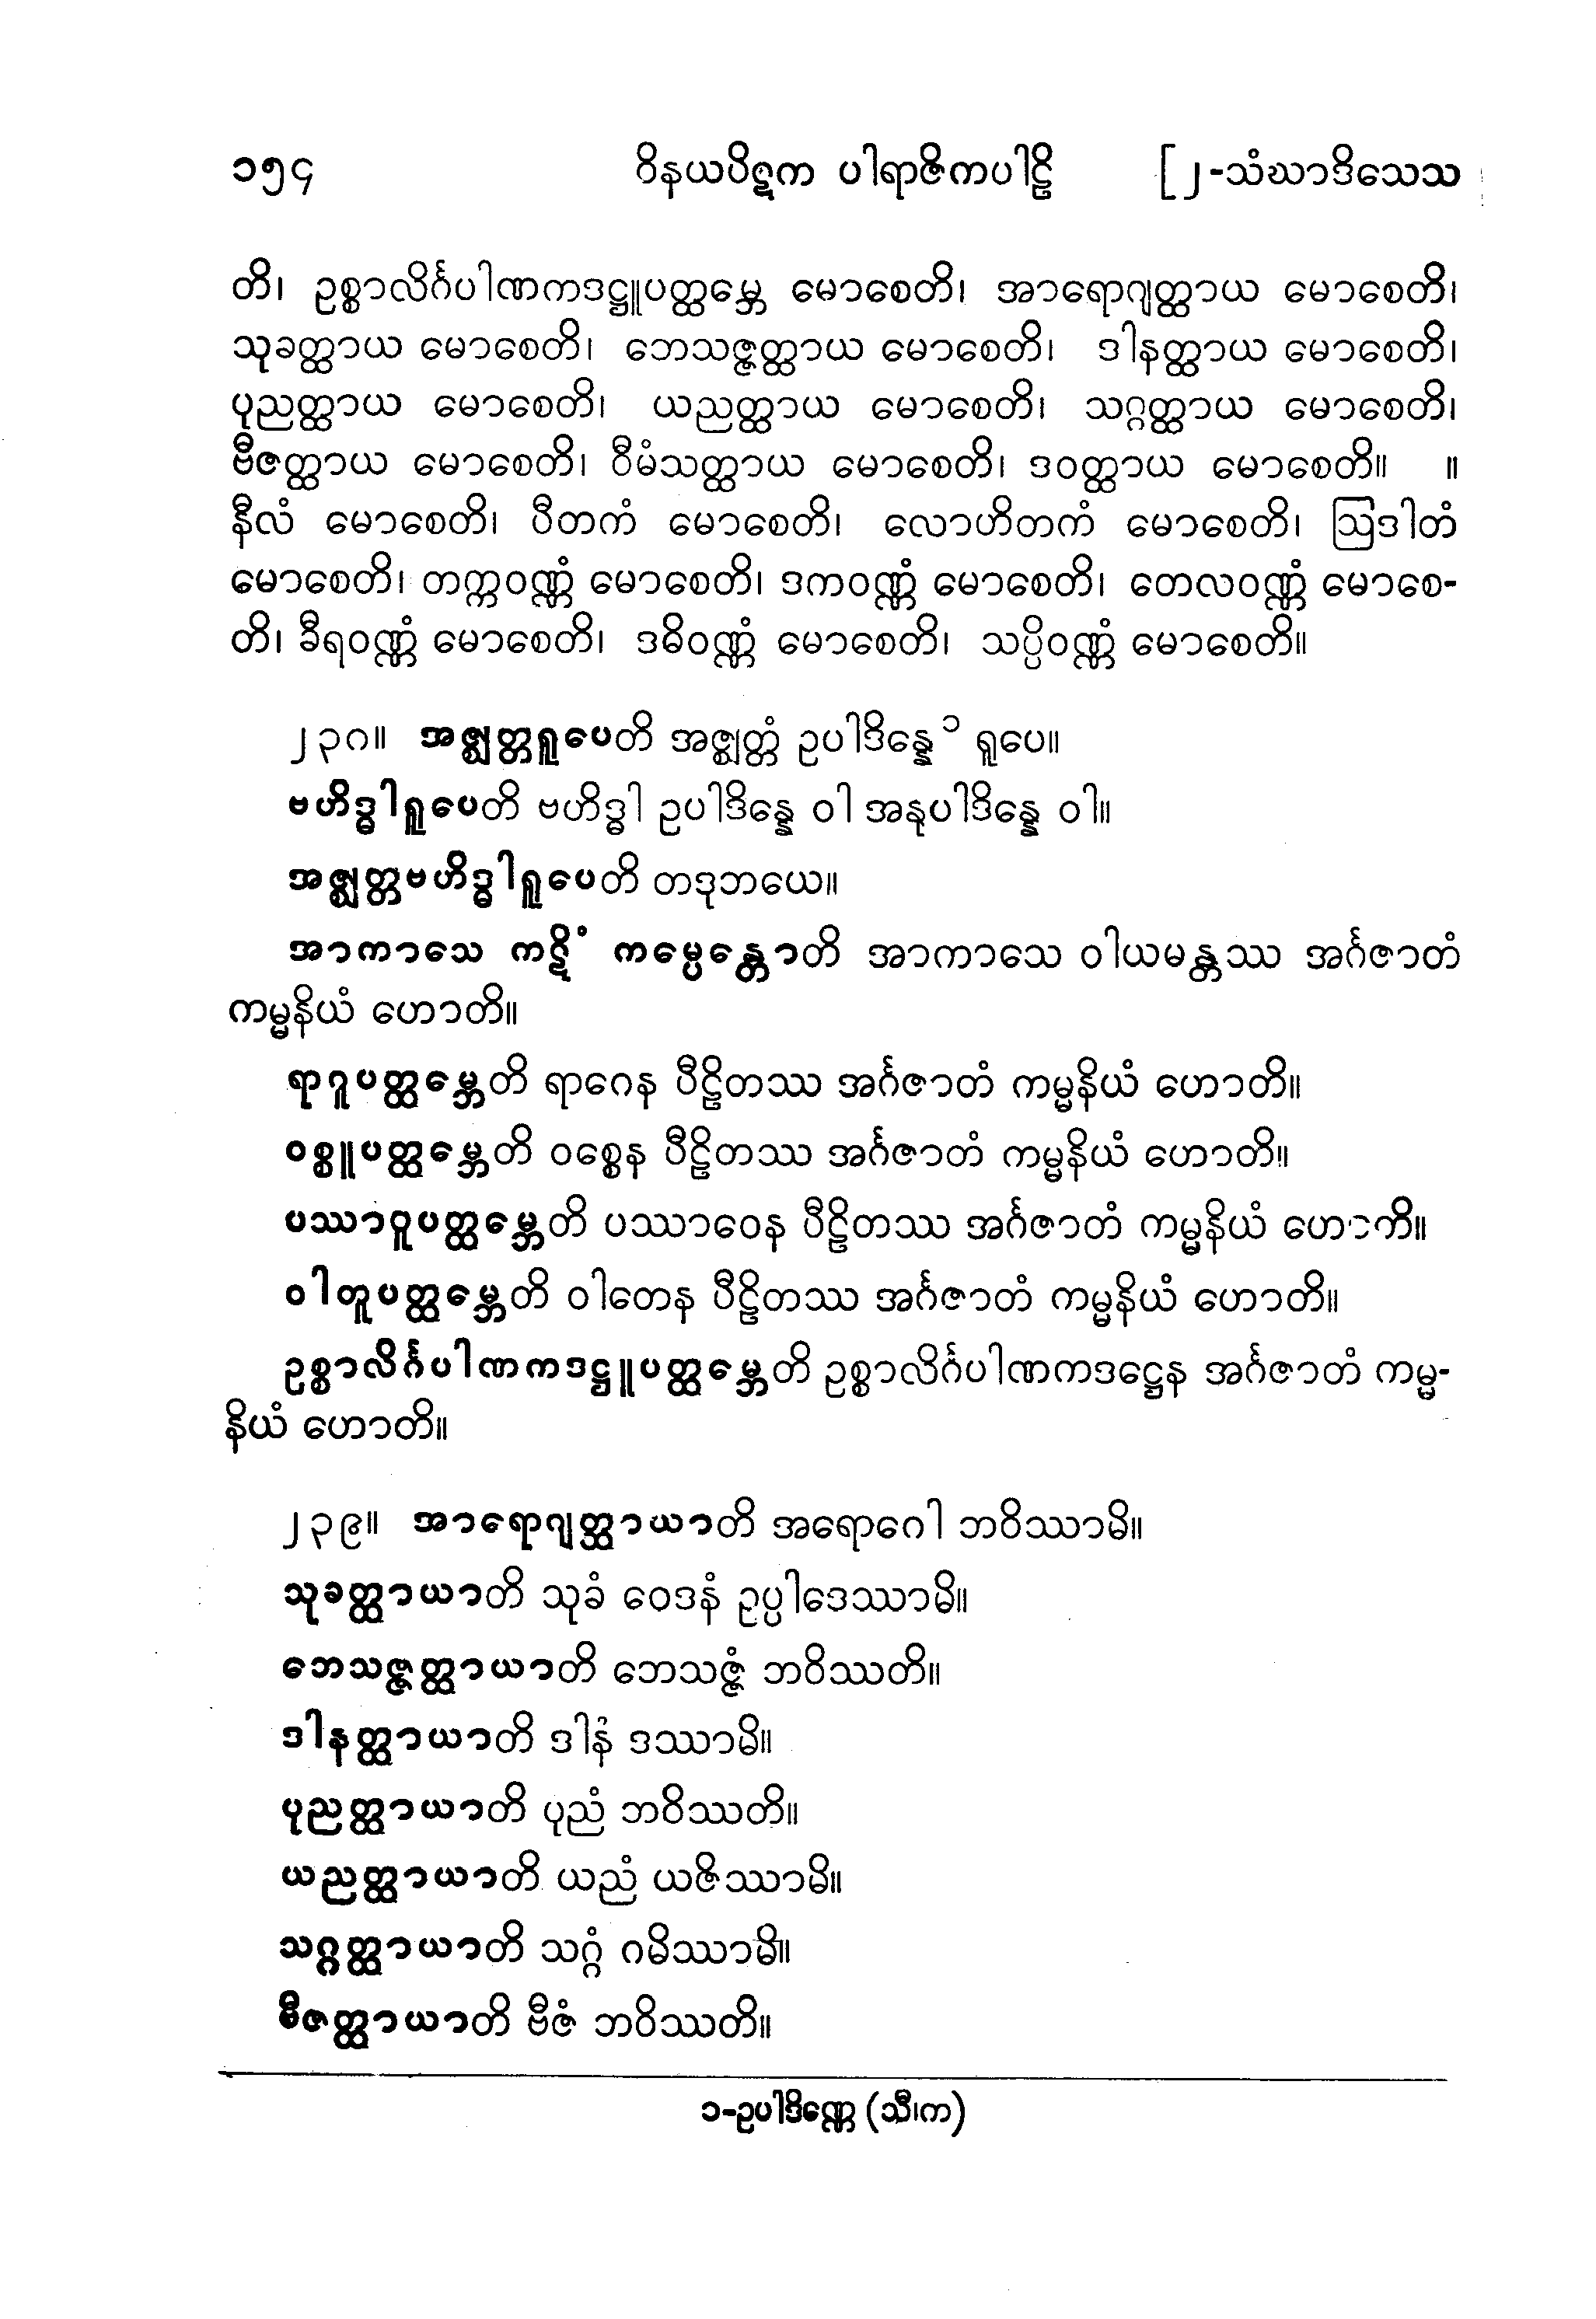 ၁၅၄ ဝိနယပိဋက ပါရာဇိကပါဠိ [၂-သံဃာဒိသေသ
တိ၊ ဥစ္စာလိင်္ဂပါဏကဒဋ္ဌူပတ္ထမ္ဘေ မောစေတိ၊ အာရောဂျတ္ထာယ မောစေတိ၊
သုခတ္ထာယ မောစေတိ၊ ဘေသဇ္ဇတ္ထာယ မောစေတိ၊ ဒါနတ္ထာယ မောစေတိ၊
ပုညတ္ထာယ မောစေတိ၊ ယညတ္ထာယ မောစေတိ၊ သဂ္ဂတ္ထာယ မောစေတိ၊
ဗီဇတ္ထာယ မောစေတိ၊ ဝီမံသတ္ထာယ မောစေတိ၊ ဒဝတ္ထာယ မောစေတိ။ ။
နီလံ မောစေတိ၊ ပီတကံ မောစေတိ၊ လောဟိတကံ မောစေတိ၊ ဩဒါတံ
မောစေတိ၊ တက္ကဝဏ္ဏံ မောစေတိ၊ ဒကဝဏ္ဏံ မောစေတိ၊ တေလဝဏ္ဏံ မောစေ-
တိ၊ ခီရဝဏ္ဏံ မောစေတိ၊ ဒဓိဝဏ္ဏံ မောစေတိ၊ သပ္ပိဝဏ္ဏံ မောစေတိ။
၂၃၈။ အဇ္ဈတ္တရူပေတိ အဇ္ဈတ္တံ ဥပါဒိန္နေ ၁ ရူပေ။
ဗဟိဒ္ဓါရူပေတိ ဗဟိဒ္ဓါ ဥပါဒိန္နေ ဝါ အနုပါဒိန္နေ ဝါ။
အဇ္ဈတ္တဗဟိဒ္ဓါရူပေတိ တဒုဘယေ။
အာကာသေ ကဋိံ ကမ္ပေန္တောတိ အာကာသေ ဝါယမန္တဿ အင်္ဂဇာတံ
ကမ္မနိယံ ဟောတိ။
ရာဂူပတ္ထမ္ဘေတိ ရာဂေန ပီဠိတဿ အင်္ဂဇာတံ ကမ္မနိယံ ဟောတိ။
ဝစ္စူပတ္ထမ္ဘေတိ ဝစ္စေန ပီဠိတဿ အင်္ဂဇာတံ ကမ္မနိယံ ဟောတိ။
ပဿာဝူပတ္ထမ္ဘေတိ ပဿာဝေန ပီဠိတဿ အင်္ဂဇာတံ ကမ္မနိယံ ဟောတိ။
ဝါတူပတ္ထမ္ဘေတိ ဝါတေန ပီဠိတဿ အင်္ဂဇာတံ ကမ္မနိယံ ဟောတိ။
ဥစ္စာလိင်္ဂပါဏကဒဋ္ဌူပတ္ထမ္ဘေတိ ဥစ္စာလိင်္ဂပါဏကဒဋ္ဌေန အင်္ဂဇာတံ ကမ္မ-
နိယံ ဟောတိ။
၂၃၉။ အာရောဂျတ္ထာယာတိ အရောဂေါ ဘဝိဿာမိ။
သုခတ္ထာယာတိ သုခံ ဝေဒနံ ဥပ္ပါဒေဿာမိ။
ဘေသဇ္ဇတ္ထာယာတိ ဘေသဇ္ဇံ ဘဝိဿတိ။
ဒါနတ္ထာယာတိ ဒါနံ ဒဿာမိ။
ပုညတ္ထာယာတိ ပုညံ ဘဝိဿတိ။
ယညတ္ထာယာတိ ယညံ ယဇိဿာမိ။
သဂ္ဂတ္ထာယာတိ သဂ္ဂံ ဂမိဿာမိ။
ဗီဇတ္ထာယာတိ ဗီဇံ ဘဝိဿတိ။
၁-ဥပါဒိဏ္ဏေ (သီ၊က)